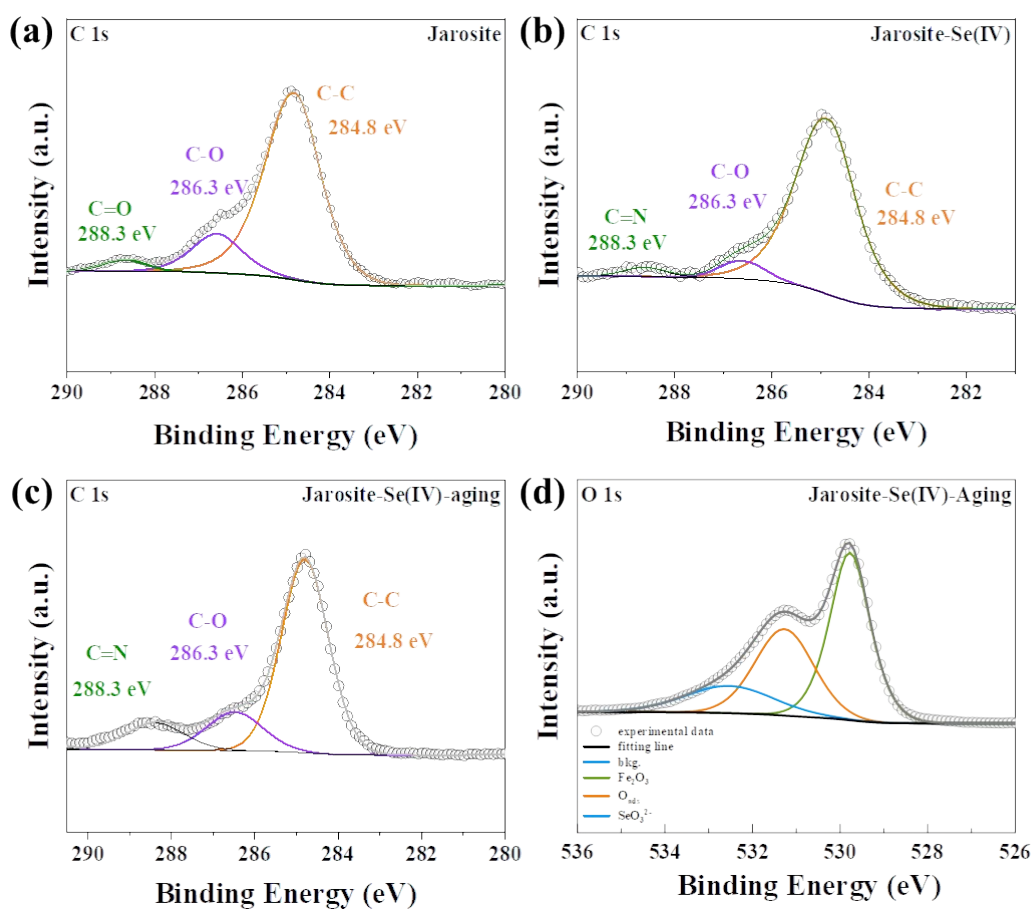 (a)
C 1s
Jarosite
C-C
284.8 eV
C-O
286.3 eV
C=O
288.3 eV
Intensity (a.u.)
290 288 286 284 282 280
Binding Energy (eV)
(b)
C 1s
Jarosite-Se(IV)
C-O
286.3 eV
C-C
284.8 eV
C=N
288.3 eV
Intensity (a.u.)
290 288 286 284 282
Binding Energy (eV)
(c)
C 1s
Jarosite-Se(IV)-aging
C-C
284.8 eV
C-O
286.3 eV
C=N
288.3 eV
Intensity (a.u.)
290 288 286 284 282 280
Binding Energy (eV)
(d)
O 1s
Jarosite-Se(IV)-Aging
Intensity (a.u.)
experimental data
fitting line
bkg.
Fe₂O₃
Oₐdₛ
SeO₃²⁻
536 534 532 530 528 526
Binding Energy (eV)